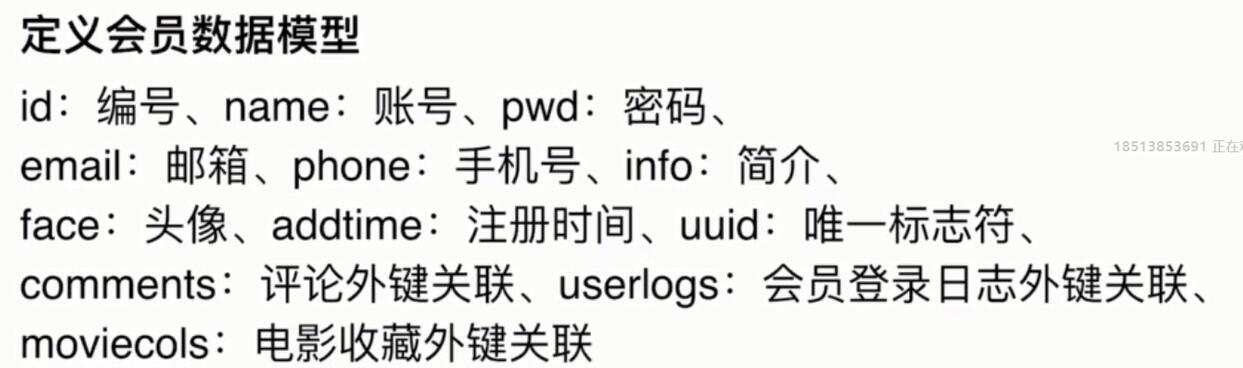 定义会员数据模型
id：编号、name：账号、pwd：密码、
email：邮箱、phone：手机号、info：简介、
18513853691 正在
face：头像、addtime：注册时间、uuid：唯一标志符、
comments：评论外键关联、userlogs：会员登录日志外键关联、
moviecols：电影收藏外键关联